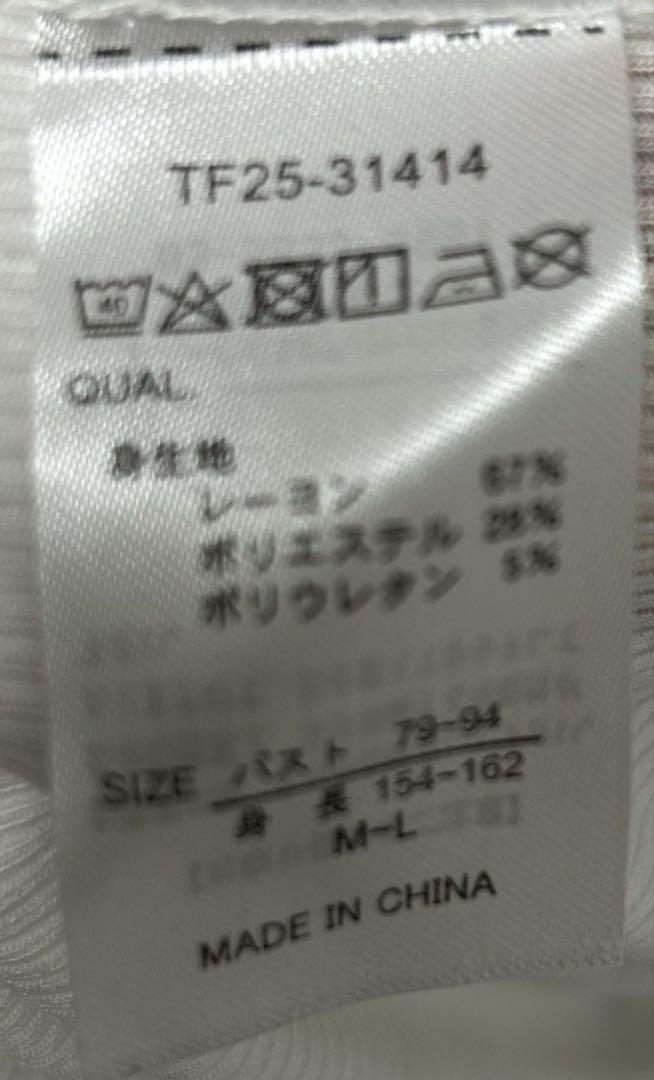 TF25-31414
40
QUAL.
身生地
レーヨン 67%
ポリエステル 28%
ポリウレタン 5%
SIZE バスト 79~94
身長 154~162
M-L
MADE IN CHINA